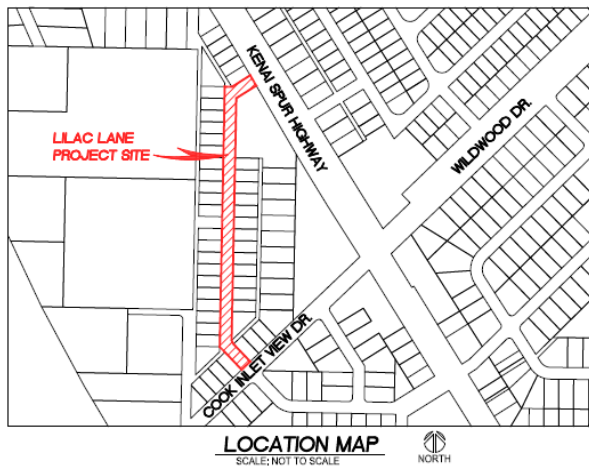 KENAI SPUR HIGHWAY
WILDWOOD DR.
LILAC LANE
PROJECT SITE
COOK INLET VIEW DR.
LOCATION MAP
SCALE; NOT TO SCALE
NORTH